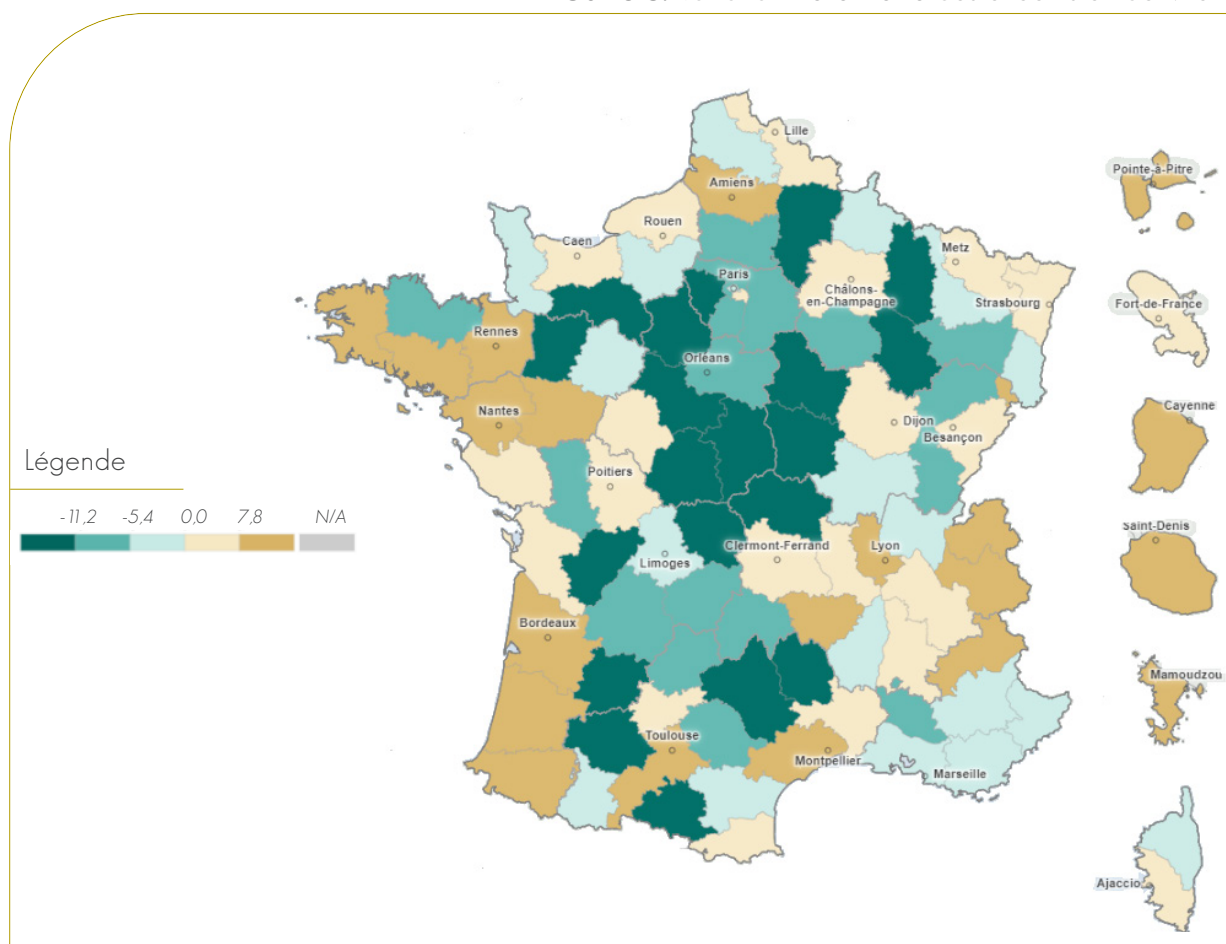 Lille
Pointe-à-Pitre
Amiens
Rouen
Caen
Metz
Paris
Châlons-
en-Champagne
Strasbourg
Fort-de-France
Rennes
Orléans
Nantes
Dijon
Besançon
Cayenne
Légende
Poitiers
-11,2 -5,4 0,0 7,8 N/A
Saint-Denis
Clermont-Ferrand
Lyon
Limoges
Bordeaux
Mamoudzou
Toulouse
Montpellier
Marseille
Ajaccio